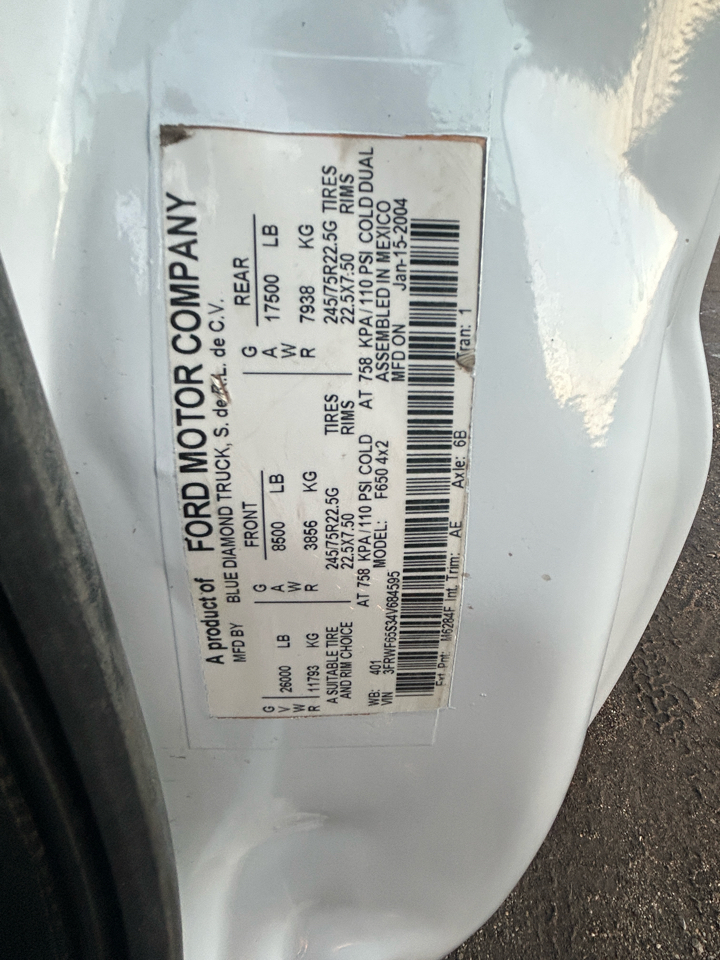 A product of FORD MOTOR COMPANY
MFD BY BLUE DIAMOND TRUCK, S. de R.L. de C.V.
FRONT REAR
GVWR 26000 LB 11793 KG
GAWR 8500 LB 3856 KG
GAWR 17500 LB 7938 KG
A SUITABLE TIRE AND RIM CHOICE
245/75R22.5G TIRES 245/75R22.5G TIRES
22.5X7.50 RIMS 22.5X7.50 RIMS
AT 758 KPA/110 PSI COLD AT 758 KPA/110 PSI COLD DUAL
WB: 401 MODEL: F650 4x2 ASSEMBLED IN MEXICO
VIN 3FRWF65S34V684595 MFD ON Jan-15-2004
Ext. Pnt: M6284F Int. Trim: AE Axle: 6B Tran: 1